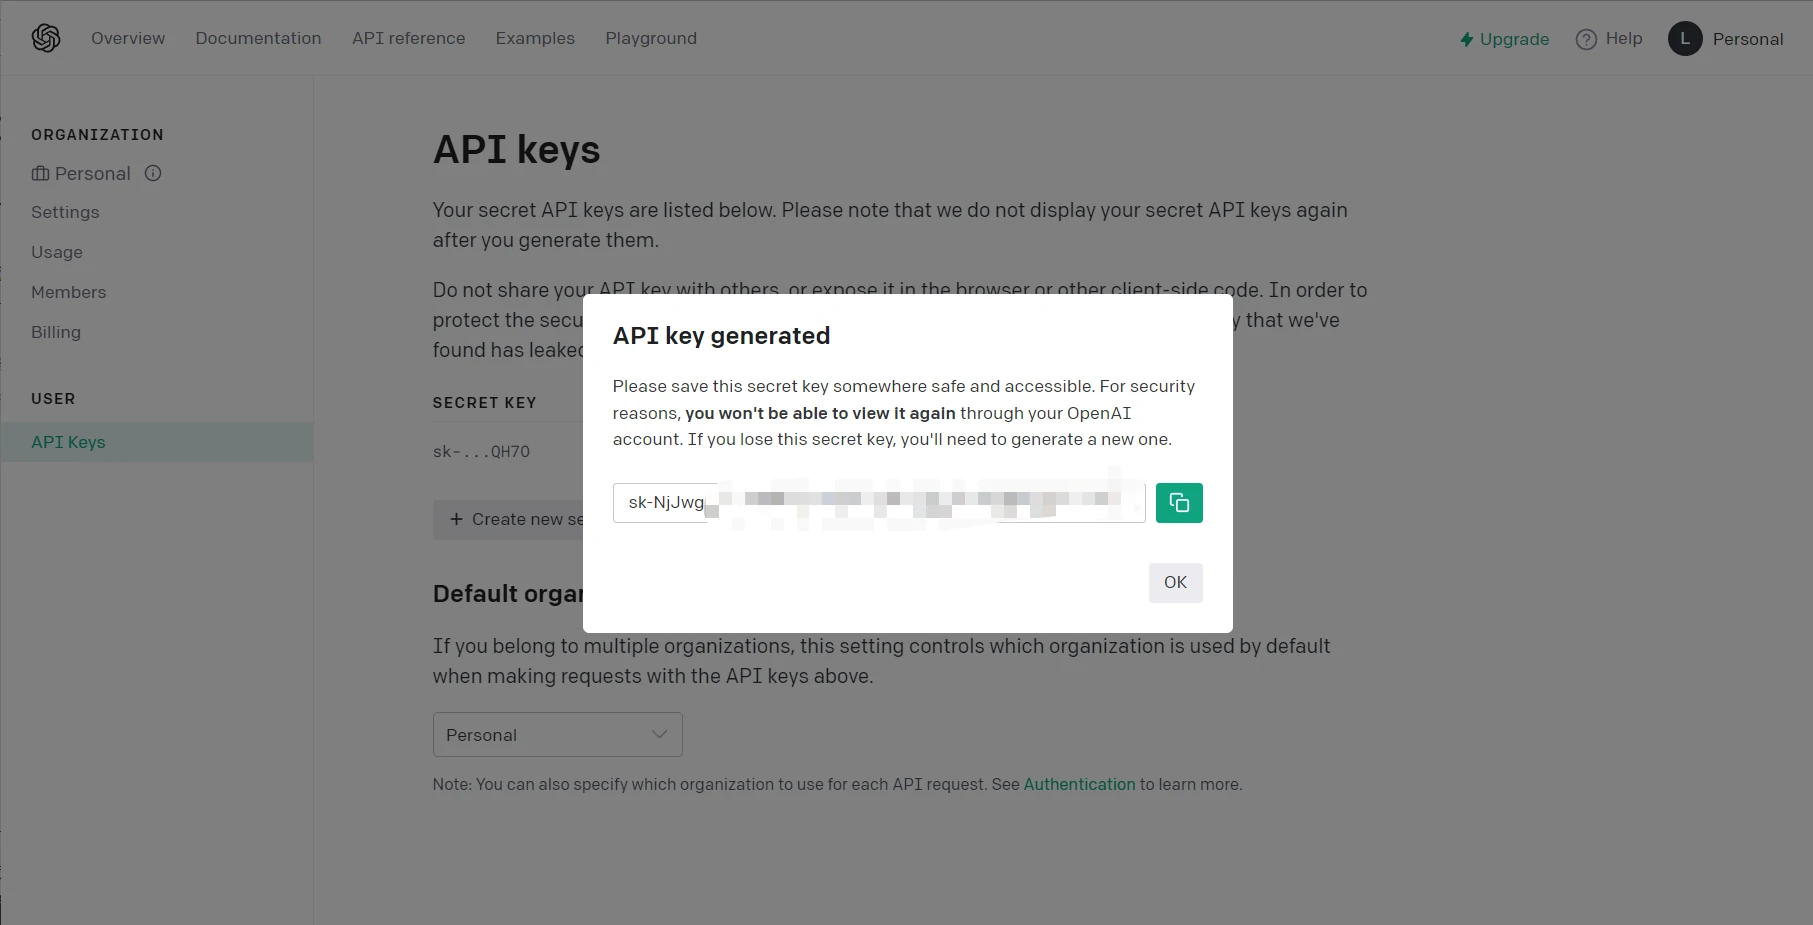 Overview Documentation API reference Examples Playground
Upgrade Help L Personal
ORGANIZATION
Personal
Settings
Usage
Members
Billing
USER
API Keys
API keys
Your secret API keys are listed below. Please note that we do not display your secret API keys again
after you generate them.
Do not share your API key with others, or expose it in the browser or other client-side code. In order to
protect the secu y that we've
found has leaked
SECRET KEY
sk-...QH7O
+ Create new se
API key generated
Please save this secret key somewhere safe and accessible. For security
reasons, you won't be able to view it again through your OpenAI
account. If you lose this secret key, you'll need to generate a new one.
sk-NjJwg
OK
Default organ
If you belong to multiple organizations, this setting controls which organization is used by default
when making requests with the API keys above.
Personal
Note: You can also specify which organization to use for each API request. See Authentication to learn more.